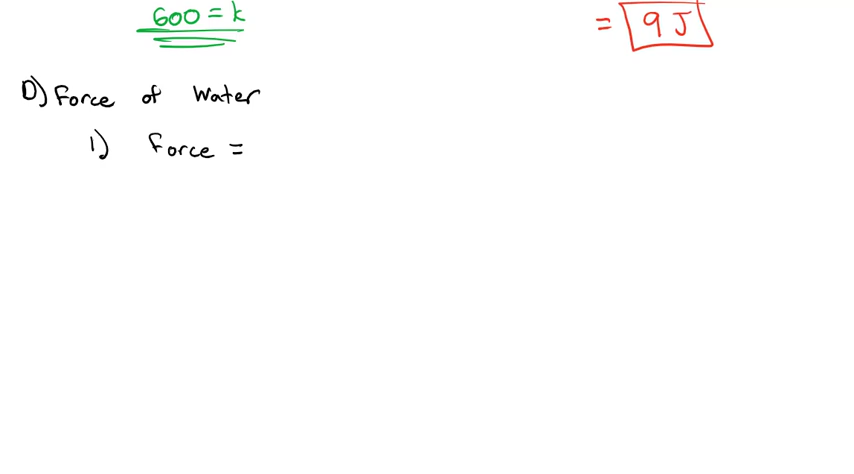 600 = k
= 9 J
D) Force of Water
1) Force =